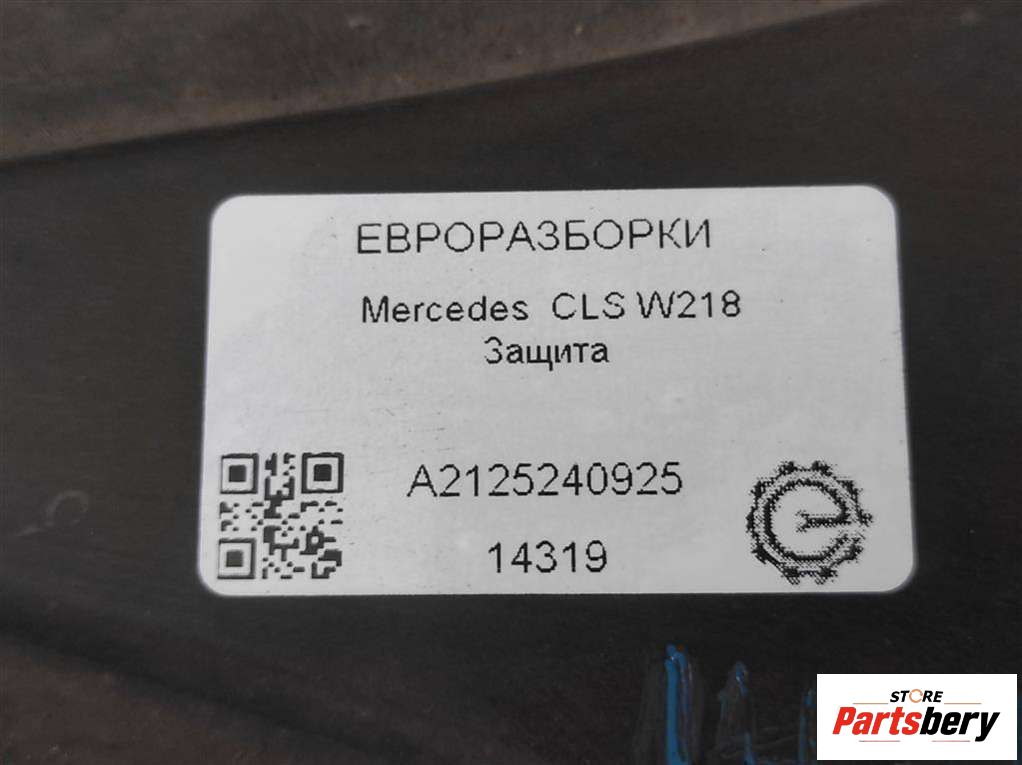 ЕВРОРАЗБОРКИ
Mercedes CLS W218
Защита
A2125240925
14319
STORE
Partsbery